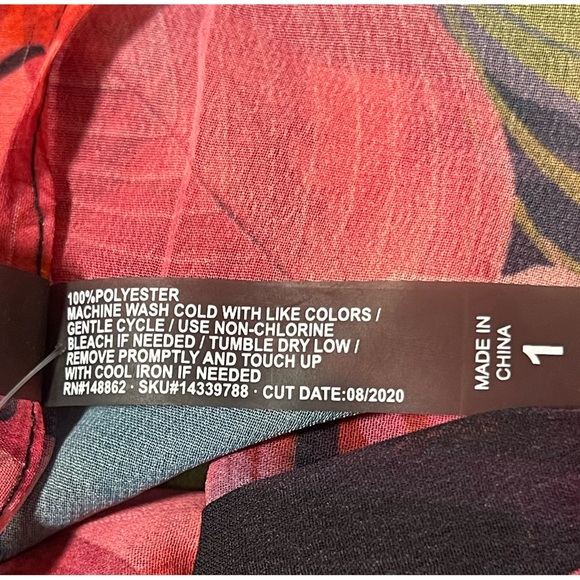 100%POLYESTER
MACHINE WASH COLD WITH LIKE COLORS /
GENTLE CYCLE / USE NON-CHLORINE
BLEACH IF NEEDED / TUMBLE DRY LOW /
REMOVE PROMPTLY AND TOUCH UP
WITH COOL IRON IF NEEDED
RN#148862 · SKU#14339788 · CUT DATE:08/2020
MADE IN
CHINA
1